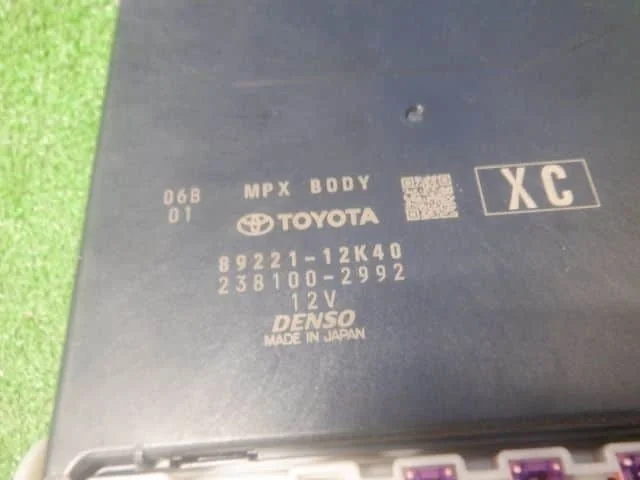 06B MPX BODY
01
TOYOTA
XC
89221-12K40
238100-2992
12V
DENSO
MADE IN JAPAN